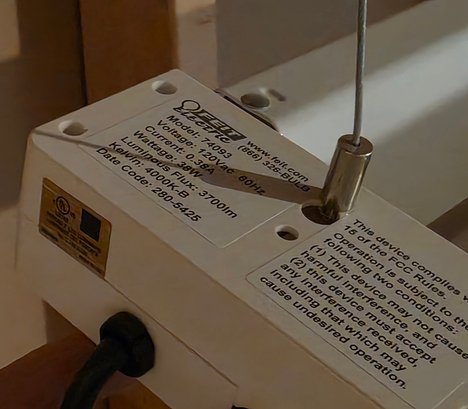 FEIT
ELECTRIC
www.feit.com
(866) 326-BULB
Model: 74093
Voltage: 120Vac 60Hz
Current: 0.38A
Wattage: 38W
Luminous Flux: 3700lm
Kelvin: 4000K-B
Date Code: 280-5425
This device complies
15 of the FCC Rules.
Operation is subject to the
following two conditions:
(1) This device may not cause
harmful interference, and
(2) this device must accept
any interference received,
including that which may
cause undesired operation.
UL